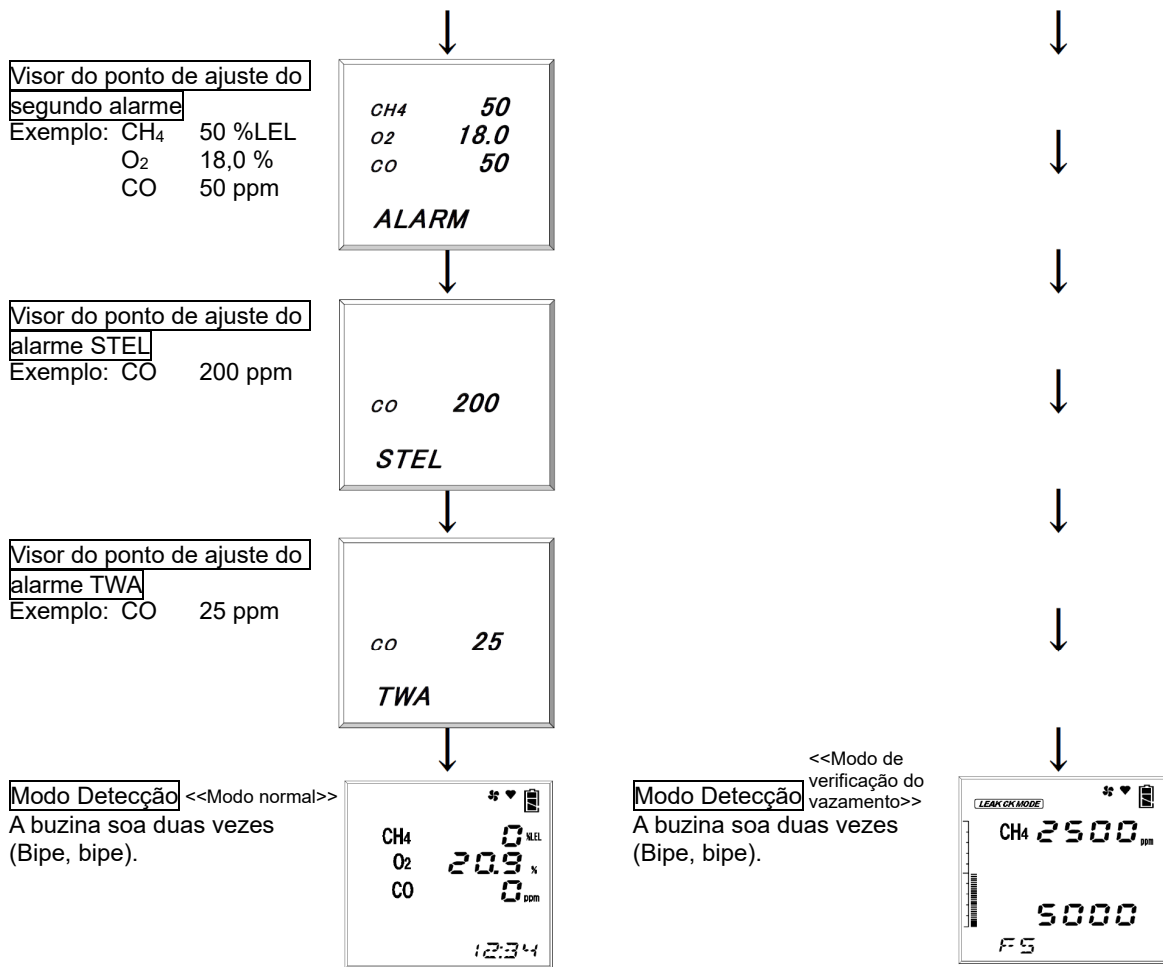 Visor do ponto de ajuste do
segundo alarme
Exemplo: CH4 50 %LEL
O2 18,0 %
CO 50 ppm
CH4 50
O2 18.0
CO 50
ALARM
Visor do ponto de ajuste do
alarme STEL
Exemplo: CO 200 ppm
CO 200
STEL
Visor do ponto de ajuste do
alarme TWA
Exemplo: CO 25 ppm
CO 25
TWA
Modo Detecção <<Modo normal>>
A buzina soa duas vezes
(Bipe, bipe).
CH4 0 %LEL
O2 20.9 %
CO 0 ppm
12:34
<<Modo de
verificação do
vazamento>>
Modo Detecção
A buzina soa duas vezes
(Bipe, bipe).
LEAK CK MODE
CH4 2500 ppm
5000
FS